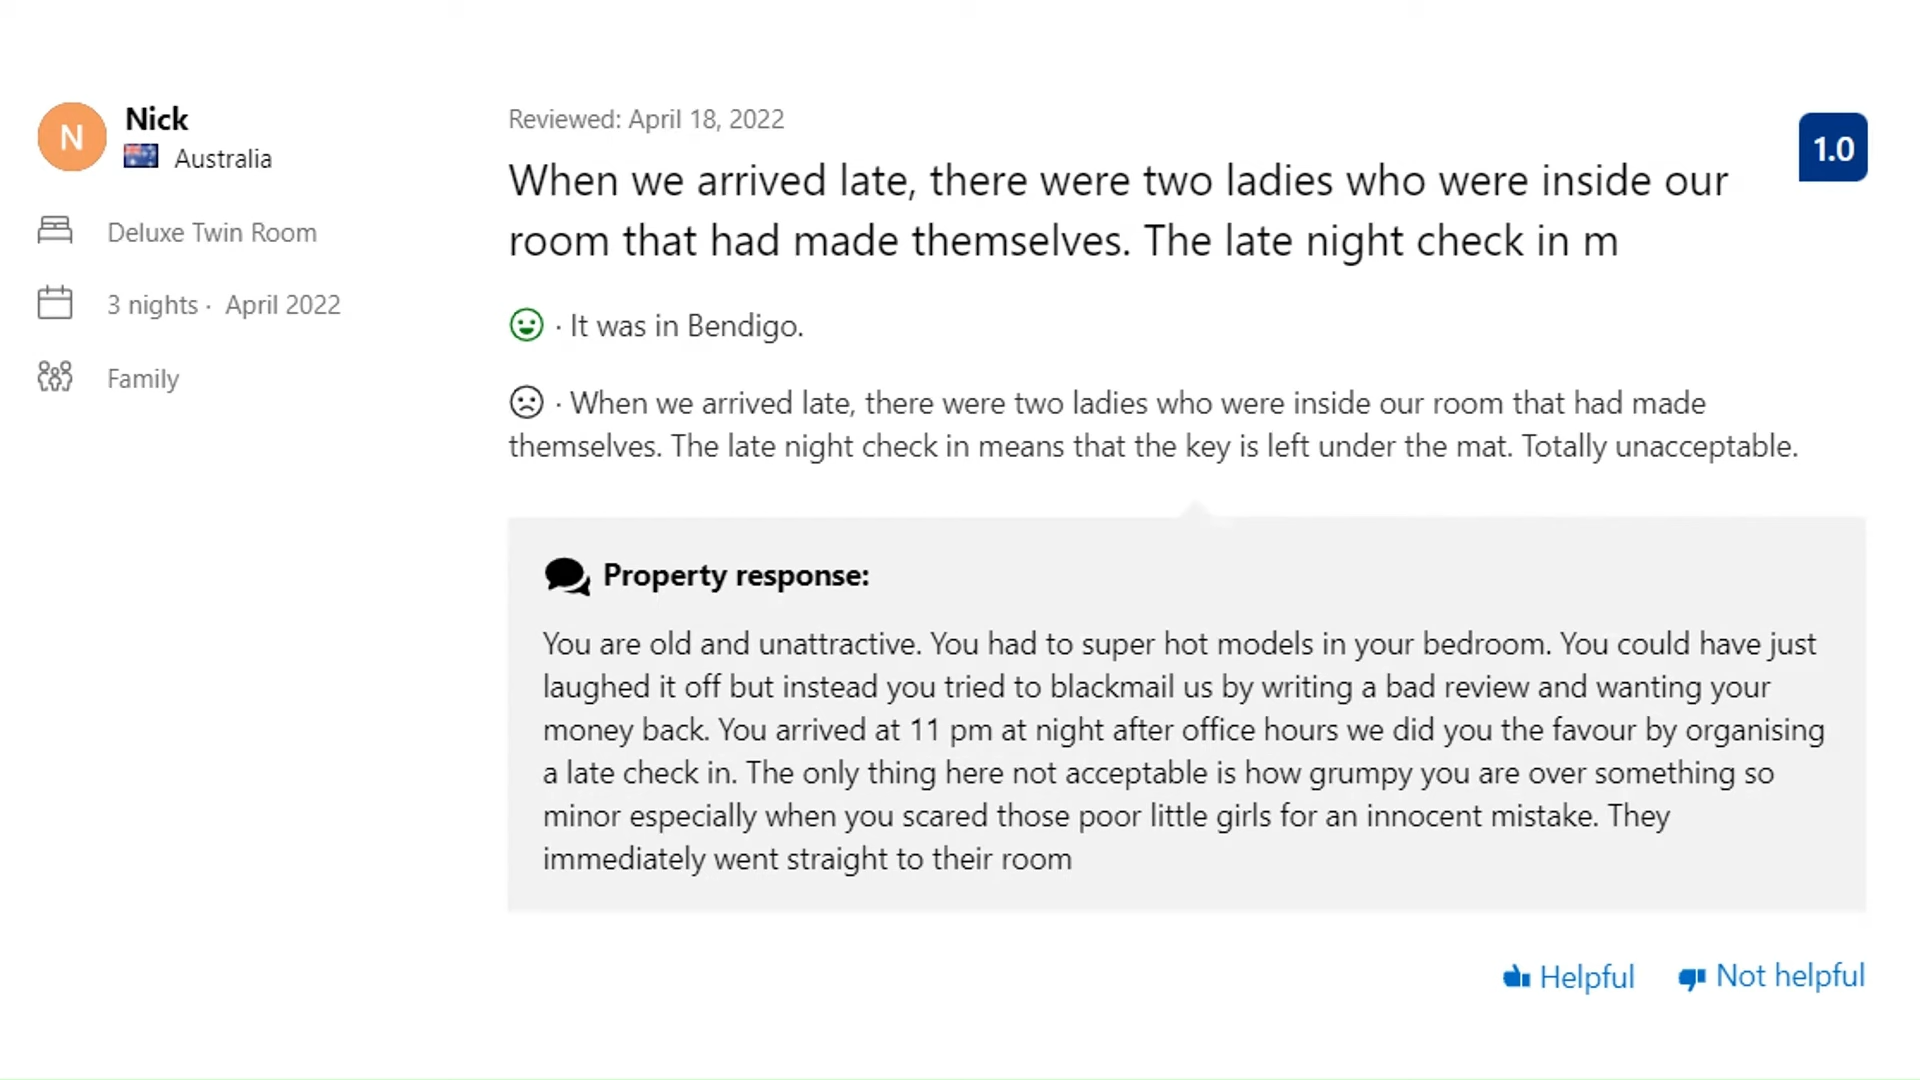 N
Nick
Australia
Deluxe Twin Room
3 nights · April 2022
Family
Reviewed: April 18, 2022
1.0
When we arrived late, there were two ladies who were inside our
room that had made themselves. The late night check in m
· It was in Bendigo.
· When we arrived late, there were two ladies who were inside our room that had made
themselves. The late night check in means that the key is left under the mat. Totally unacceptable.
Property response:
You are old and unattractive. You had to super hot models in your bedroom. You could have just
laughed it off but instead you tried to blackmail us by writing a bad review and wanting your
money back. You arrived at 11 pm at night after office hours we did you the favour by organising
a late check in. The only thing here not acceptable is how grumpy you are over something so
minor especially when you scared those poor little girls for an innocent mistake. They
immediately went straight to their room
Helpful
Not helpful